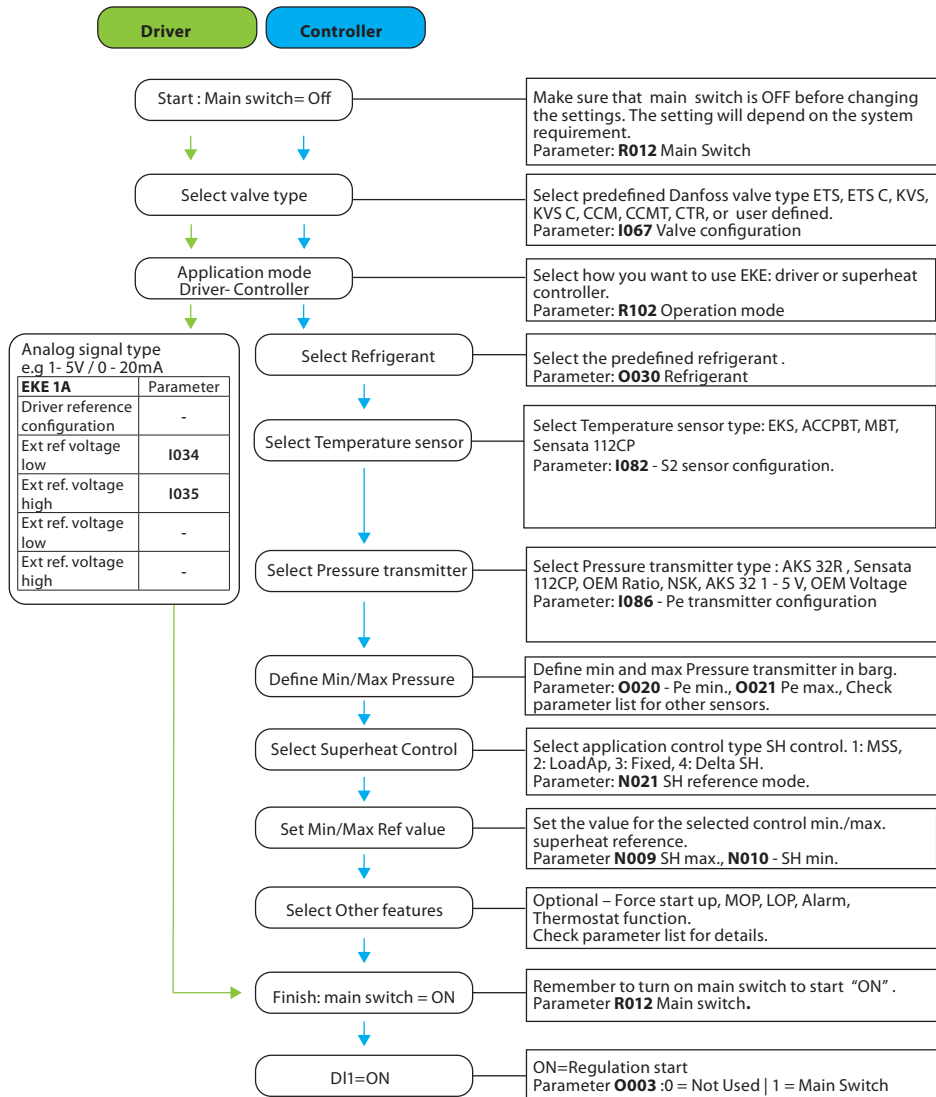 Driver
Controller
Start : Main switch= Off
Make sure that main switch is OFF before changing
the settings. The setting will depend on the system
requirement.
Parameter: R012 Main Switch
Select valve type
Select predefined Danfoss valve type ETS, ETS C, KVS,
KVS C, CCM, CCMT, CTR, or user defined.
Parameter: I067 Valve configuration
Application mode
Driver- Controller
Select how you want to use EKE: driver or superheat
controller.
Parameter: R102 Operation mode
Analog signal type
e.g 1- 5V / 0 - 20mA
EKE 1A Parameter
Driver reference
configuration -
Ext ref voltage
low I034
Ext ref. voltage
high I035
Ext ref. voltage
low -
Ext ref. voltage
high -
Select Refrigerant
Select the predefined refrigerant .
Parameter: O030 Refrigerant
Select Temperature sensor
Select Temperature sensor type: EKS, ACCPBT, MBT,
Sensata 112CP
Parameter: I082 - S2 sensor configuration.
Select Pressure transmitter
Select Pressure transmitter type : AKS 32R , Sensata
112CP, OEM Ratio, NSK, AKS 32 1 - 5 V, OEM Voltage
Parameter: I086 - Pe transmitter configuration
Define Min/Max Pressure
Define min and max Pressure transmitter in barg.
Parameter: O020 - Pe min., O021 Pe max., Check
parameter list for other sensors.
Select Superheat Control
Select application control type SH control. 1: MSS,
2: LoadAp, 3: Fixed, 4: Delta SH.
Parameter: N021 SH reference mode.
Set Min/Max Ref value
Set the value for the selected control min./max.
superheat reference.
Parameter N009 SH max., N010 - SH min.
Select Other features
Optional – Force start up, MOP, LOP, Alarm,
Thermostat function.
Check parameter list for details.
Finish: main switch = ON
Remember to turn on main switch to start “ON” .
Parameter R012 Main switch.
DI1=ON
ON=Regulation start
Parameter O003 :0 = Not Used | 1 = Main Switch